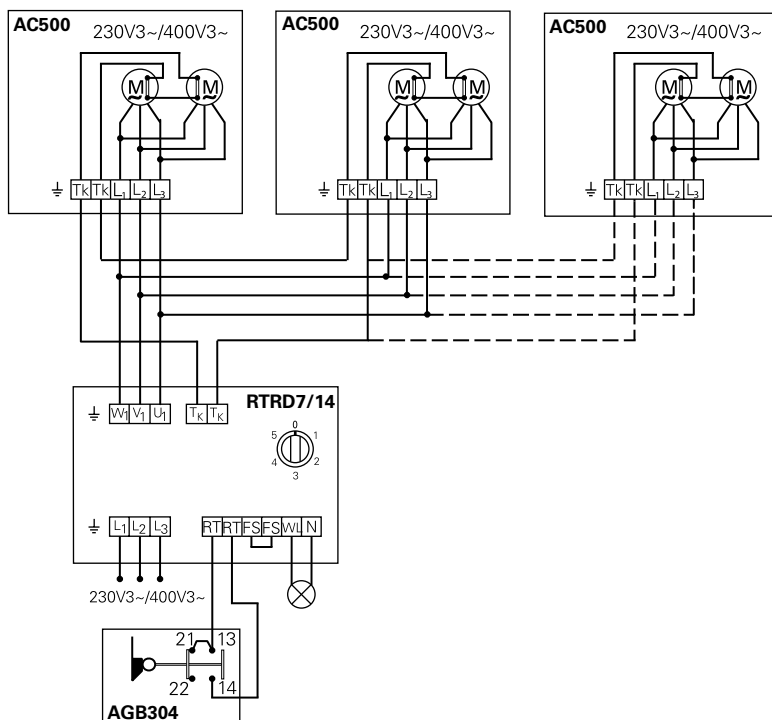 AC500
230V3~/400V3~
M M
Tk Tk L1 L2 L3
AC500
230V3~/400V3~
M M
Tk Tk L1 L2 L3
AC500
230V3~/400V3~
M M
Tk Tk L1 L2 L3
RTRD7/14
W1 V1 U1 TK TK
0
1
2
3
4
5
L1 L2 L3
RT RT FS FS WL N
230V3~/400V3~
21 13
22 14
AGB304